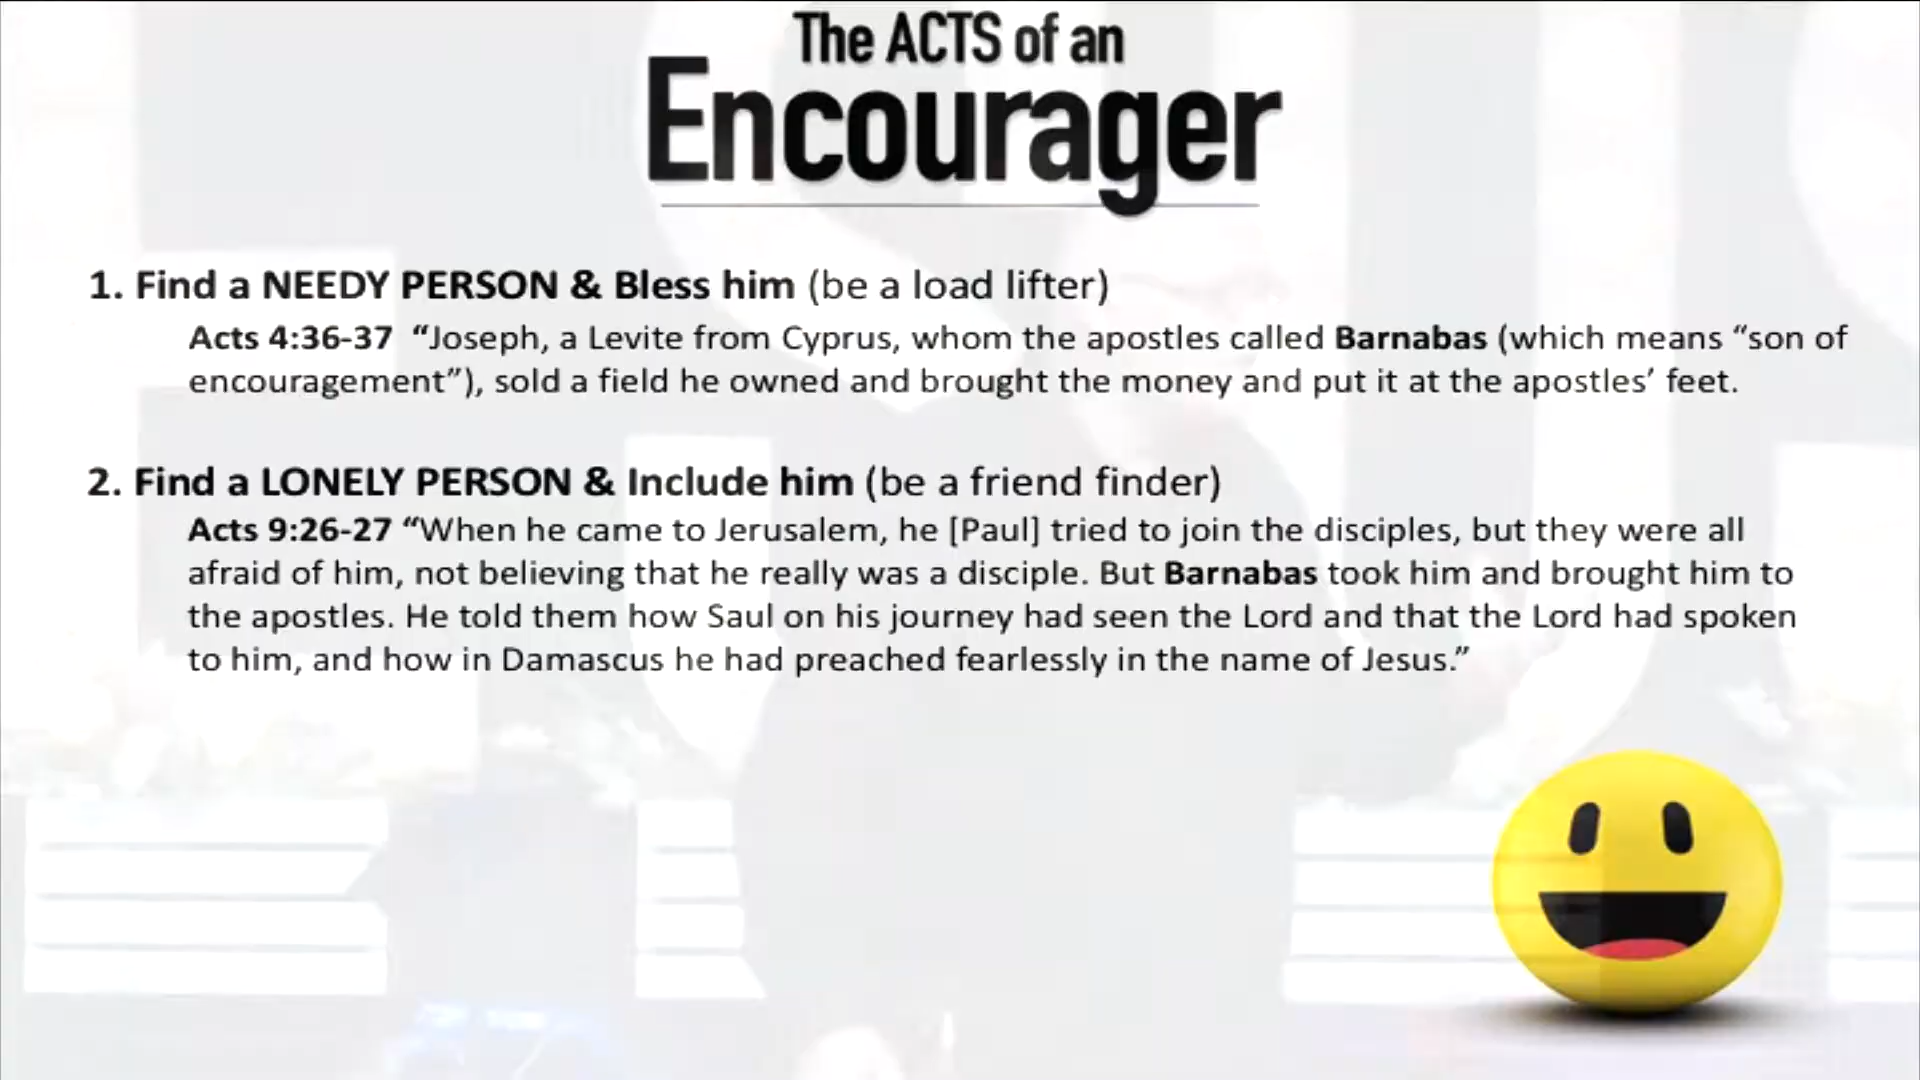 The ACTS of an
Encourager
1. Find a NEEDY PERSON & Bless him (be a load lifter)
Acts 4:36-37 “Joseph, a Levite from Cyprus, whom the apostles called Barnabas (which means “son of
encouragement”), sold a field he owned and brought the money and put it at the apostles’ feet.
2. Find a LONELY PERSON & Include him (be a friend finder)
Acts 9:26-27 “When he came to Jerusalem, he [Paul] tried to join the disciples, but they were all
afraid of him, not believing that he really was a disciple. But Barnabas took him and brought him to
the apostles. He told them how Saul on his journey had seen the Lord and that the Lord had spoken
to him, and how in Damascus he had preached fearlessly in the name of Jesus.”